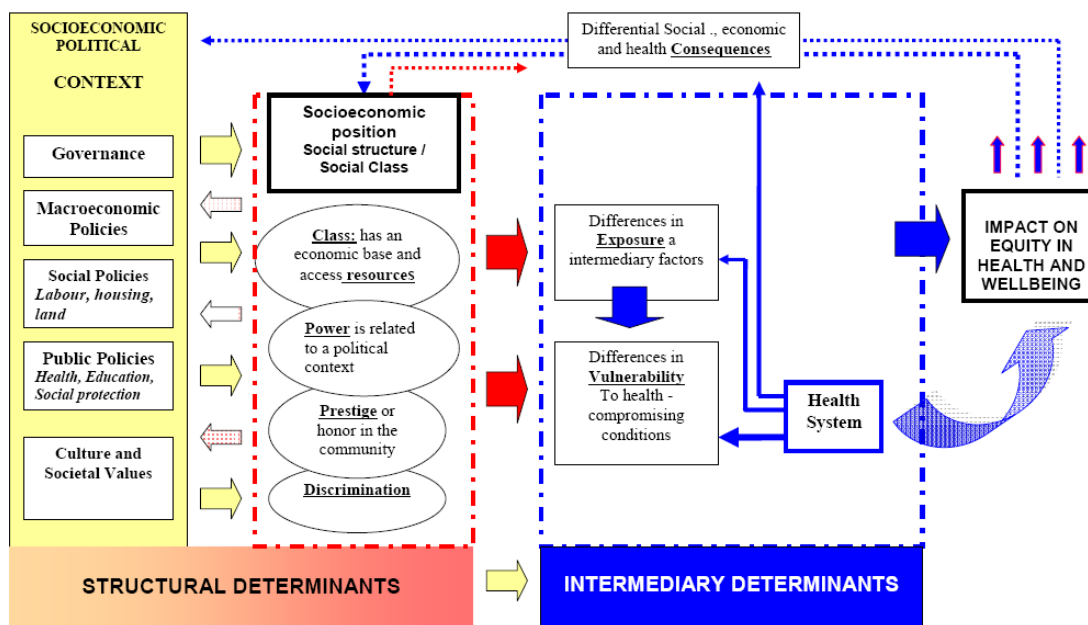 SOCIOECONOMIC
POLITICAL
CONTEXT
Governance
Macroeconomic
Policies
Social Policies
Labour, housing,
land
Public Policies
Health, Education,
Social protection
Culture and
Societal Values
Socioeconomic
position
Social structure /
Social Class
Class: has an
economic base and
access resources
Power is related
to a political
context
Prestige or
honor in the
community
Discrimination
STRUCTURAL DETERMINANTS
Differential Social ., economic
and health Consequences
Differences in
Exposure a
intermediary factors
Differences in
Vulnerability
To health -
compromising
conditions
Health
System
INTERMEDIARY DETERMINANTS
IMPACT ON
EQUITY IN
HEALTH AND
WELLBEING